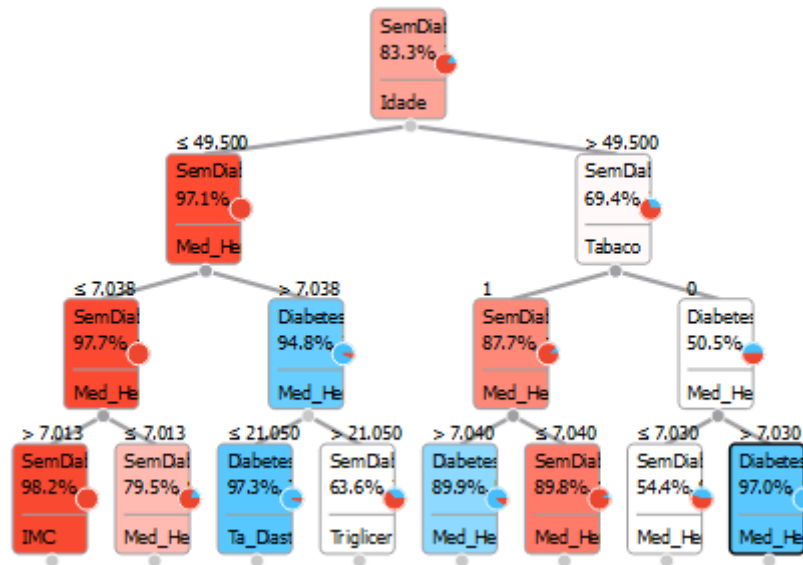 SemDial
83.3%,
Idade
≤ 49.500
> 49.500
SemDial
97.1%,
Med_He
SemDial
69.4%,
Tabaco
≤ 7.038
> 7.038
1
0
SemDial
97.7%,
Med_He
Diabetes
94.8%,
Med_He
SemDial
87.7%,
Med_He
Diabetes
50.5%,
Med_He
> 7.013
≤ 7.013
≤ 21.050
> 21.050
> 7.040
≤ 7.040
≤ 7.030
> 7.030
SemDial
98.2%,
IMC
SemDial
79.5%,
Med_He
Diabetes
97.3%,
Ta_Diast
SemDial
63.6%,
Triglicer
Diabetes
89.9%,
Med_He
SemDial
89.8%,
Med_He
SemDial
54.4%,
Med_He
Diabetes
97.0%,
Med_He